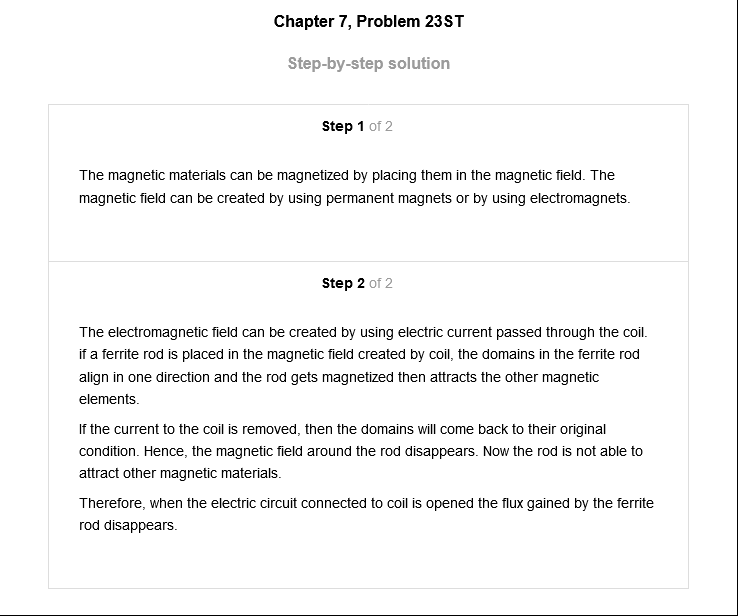 Chapter 7, Problem 23ST
Step-by-step solution
Step 1 of 2
The magnetic materials can be magnetized by placing them in the magnetic field. The
magnetic field can be created by using permanent magnets or by using electromagnets.
Step 2 of 2
The electromagnetic field can be created by using electric current passed through the coil.
if a ferrite rod is placed in the magnetic field created by coil, the domains in the ferrite rod
align in one direction and the rod gets magnetized then attracts the other magnetic
elements.
If the current to the coil is removed, then the domains will come back to their original
condition. Hence, the magnetic field around the rod disappears. Now the rod is not able to
attract other magnetic materials.
Therefore, when the electric circuit connected to coil is opened the flux gained by the ferrite
rod disappears.